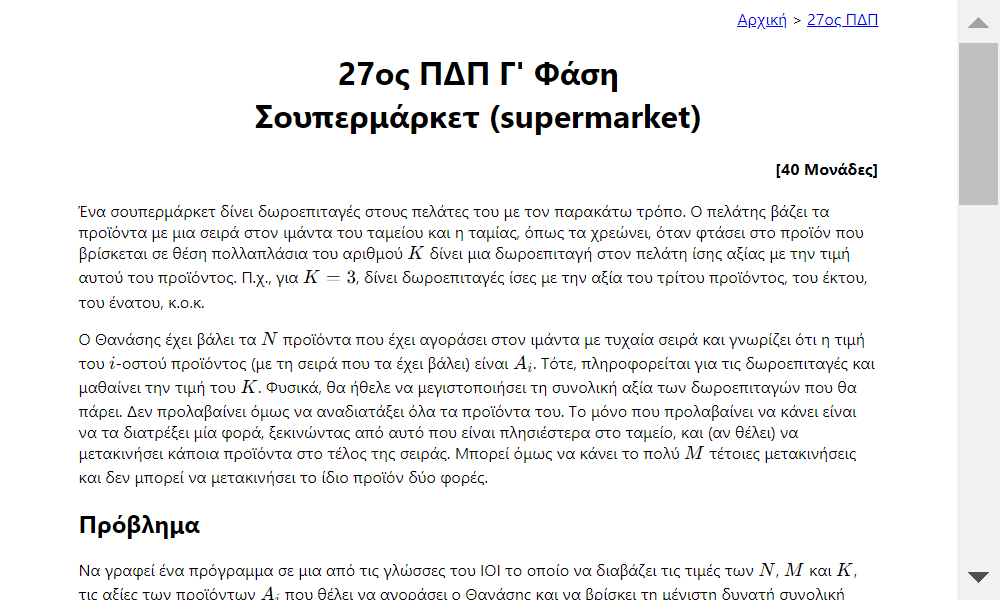 Αρχική > 27ος ΠΔΠ
27ος ΠΔΠ Γ' Φάση
Σουπερμάρκετ (supermarket)
[40 Μονάδες]
Ένα σουπερμάρκετ δίνει δωροεπιταγές στους πελάτες του με τον παρακάτω τρόπο. Ο πελάτης βάζει τα
προϊόντα με μια σειρά στον ιμάντα του ταμείου και η ταμίας, όπως τα χρεώνει, όταν φτάσει στο προϊόν που
βρίσκεται σε θέση πολλαπλάσια του αριθμού K δίνει μια δωροεπιταγή στον πελάτη ίσης αξίας με την τιμή
αυτού του προϊόντος. Π.χ., για K = 3, δίνει δωροεπιταγές ίσες με την αξία του τρίτου προϊόντος, του έκτου,
του ένατου, κ.ο.κ.
Ο Θανάσης έχει βάλει τα N προϊόντα που έχει αγοράσει στον ιμάντα με τυχαία σειρά και γνωρίζει ότι η τιμή
του i-οστού προϊόντος (με τη σειρά που τα έχει βάλει) είναι A_i. Τότε, πληροφορείται για τις δωροεπιταγές και
μαθαίνει την τιμή του K. Φυσικά, θα ήθελε να μεγιστοποιήσει τη συνολική αξία των δωροεπιταγών που θα
πάρει. Δεν προλαβαίνει όμως να αναδιατάξει όλα τα προϊόντα του. Το μόνο που προλαβαίνει να κάνει είναι
να τα διατρέξει μία φορά, ξεκινώντας από αυτό που είναι πλησιέστερα στο ταμείο, και (αν θέλει) να
μετακινήσει κάποια προϊόντα στο τέλος της σειράς. Μπορεί όμως να κάνει το πολύ M τέτοιες μετακινήσεις
και δεν μπορεί να μετακινήσει το ίδιο προϊόν δύο φορές.
Πρόβλημα
Να γραφεί ένα πρόγραμμα σε μια από τις γλώσσες του IOI το οποίο να διαβάζει τις τιμές των N, M και K,
τις αξίες των προϊόντων A_i που θέλει να αγοράσει ο Θανάσης και να βρίσκει τη μέγιστη δυνατή συνολική